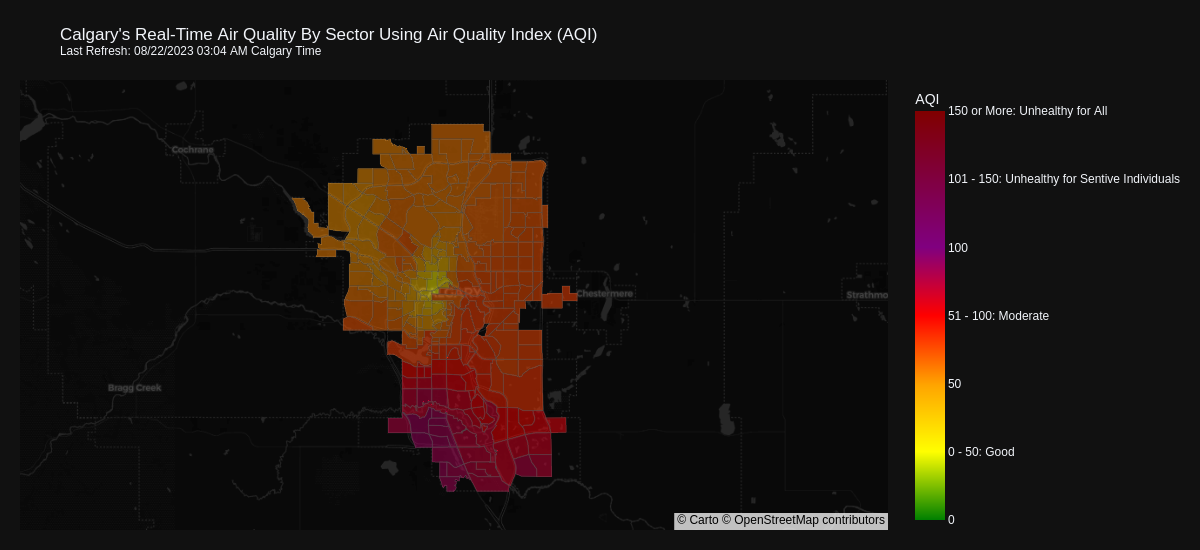 Calgary's Real-Time Air Quality By Sector Using Air Quality Index (AQI)
Last Refresh: 08/22/2023 03:04 AM Calgary Time
AQI
150 or More: Unhealthy for All
Cochrane
101 - 150: Unhealthy for Sentive Individuals
100
CALGARY
Chestermere
Strathmo
51 - 100: Moderate
50
Bragg Creek
0 - 50: Good
0
© Carto © OpenStreetMap contributors